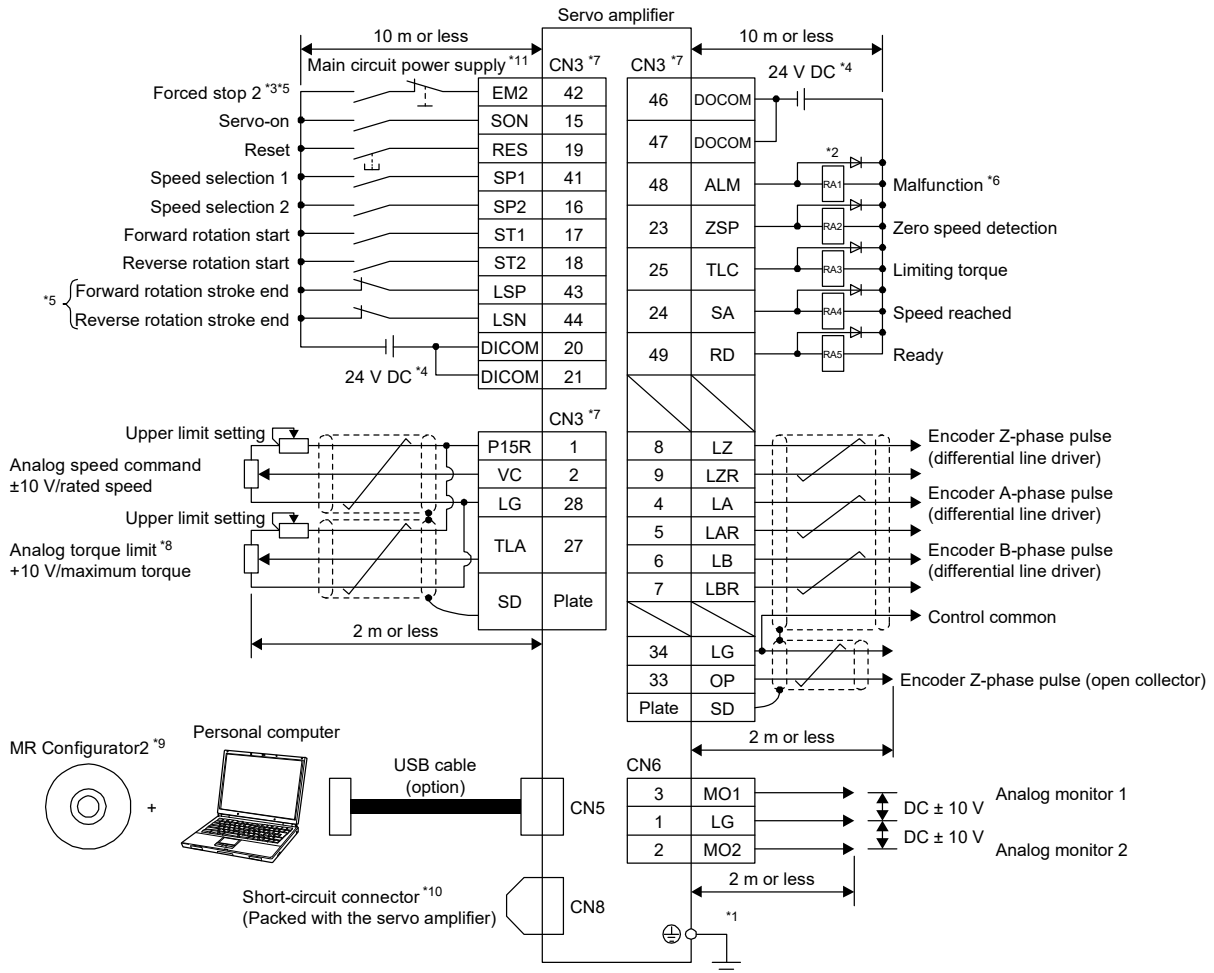 Servo amplifier
10 m or less
10 m or less
Main circuit power supply *11
CN3 *7
CN3 *7
24 V DC *4
Forced stop 2 *3*5
EM2 42
Servo-on
SON 15
Reset
RES 19
Speed selection 1
SP1 41
Speed selection 2
SP2 16
Forward rotation start
ST1 17
Reverse rotation start
ST2 18
*5
Forward rotation stroke end
LSP 43
Reverse rotation stroke end
LSN 44
DICOM 20
24 V DC *4
DICOM 21
46 DOCOM
47 DOCOM
*2
48 ALM
RA1
Malfunction *6
23 ZSP
RA2
Zero speed detection
25 TLC
RA3
Limiting torque
24 SA
RA4
Speed reached
49 RD
RA5
Ready
CN3 *7
Upper limit setting
P15R 1
Analog speed command
±10 V/rated speed
VC 2
LG 28
Upper limit setting
Analog torque limit *8
+10 V/maximum torque
TLA 27
SD Plate
2 m or less
8 LZ
Encoder Z-phase pulse
(differential line driver)
9 LZR
4 LA
Encoder A-phase pulse
(differential line driver)
5 LAR
6 LB
Encoder B-phase pulse
(differential line driver)
7 LBR
Control common
34 LG
33 OP
Encoder Z-phase pulse (open collector)
Plate SD
2 m or less
MR Configurator2 *9
+
Personal computer
USB cable
(option)
CN5
CN6
3 MO1
Analog monitor 1
DC ± 10 V
1 LG
DC ± 10 V
2 MO2
Analog monitor 2
2 m or less
Short-circuit connector *10
(Packed with the servo amplifier)
CN8
*1